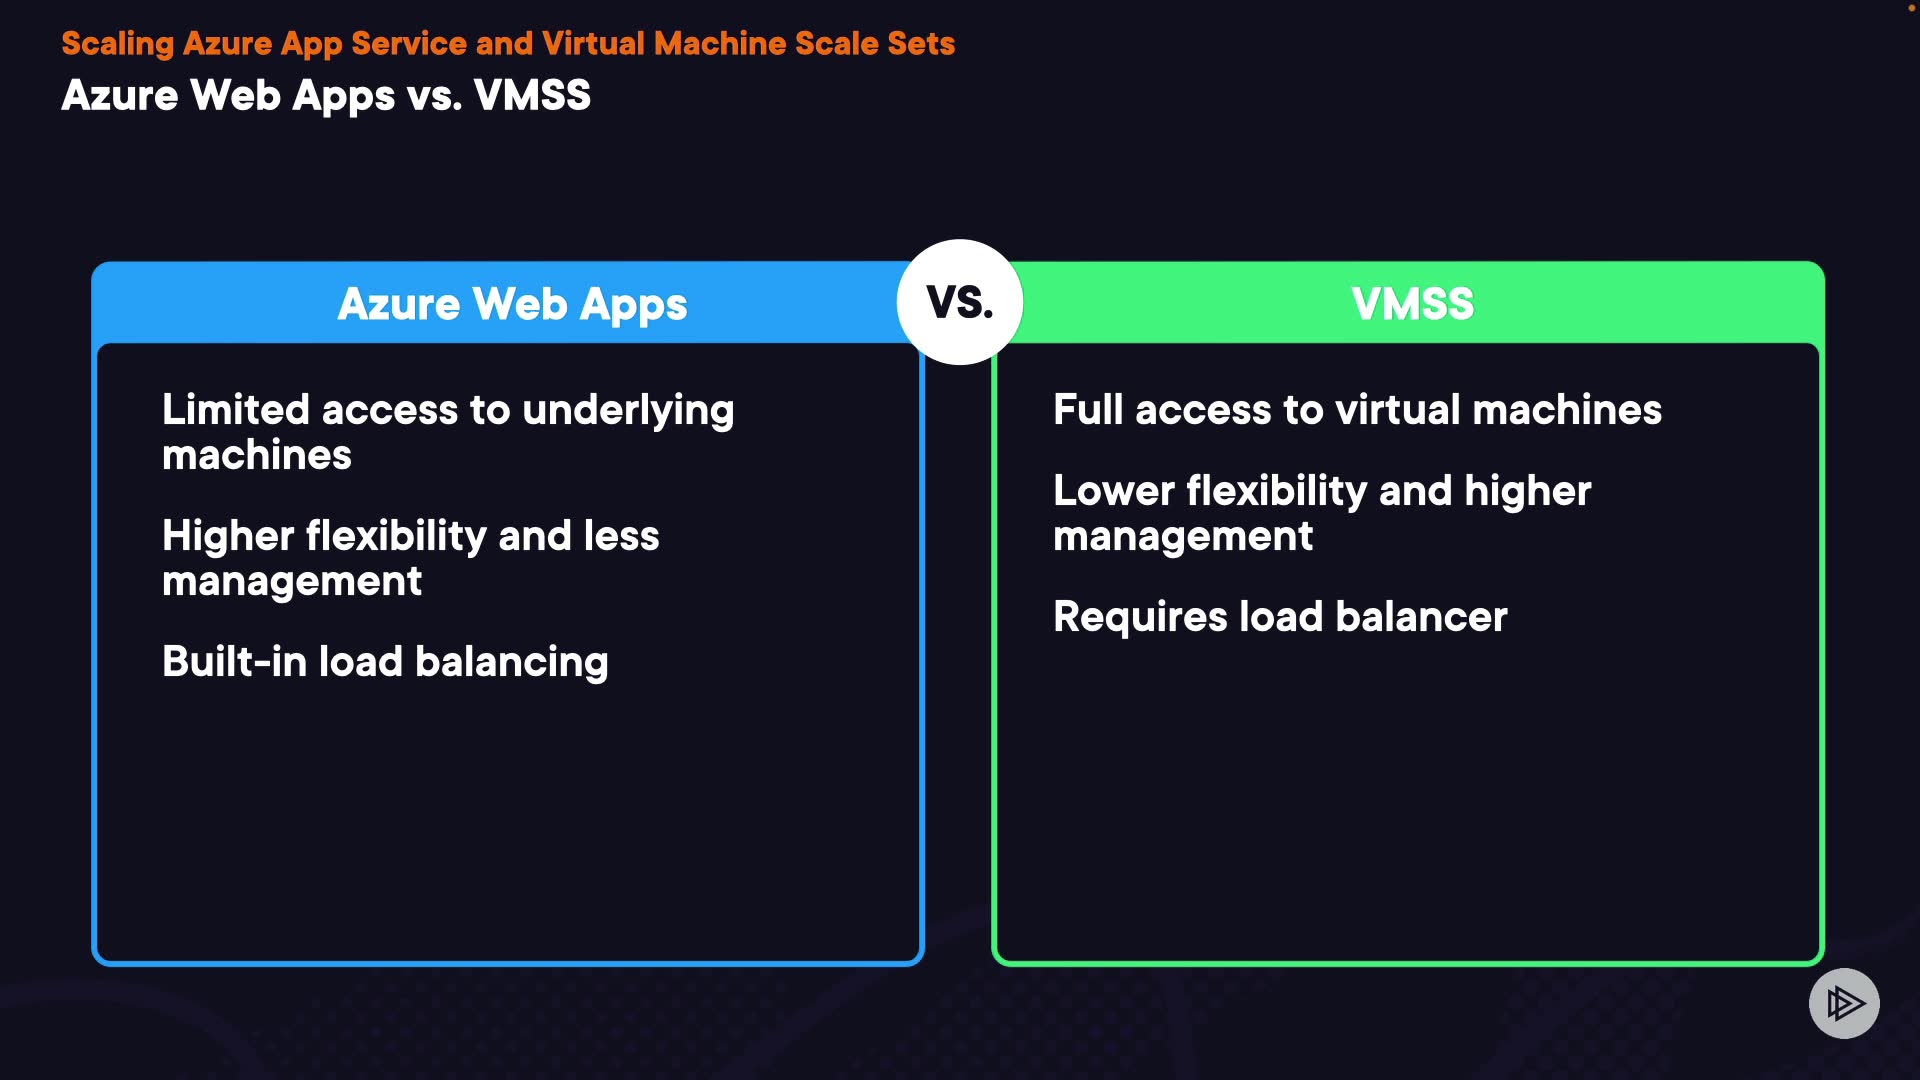 Scaling Azure App Service and Virtual Machine Scale Sets
Azure Web Apps vs. VMSS
Azure Web Apps
VS.
VMSS
Limited access to underlying
machines
Higher flexibility and less
management
Built-in load balancing
Full access to virtual machines
Lower flexibility and higher
management
Requires load balancer